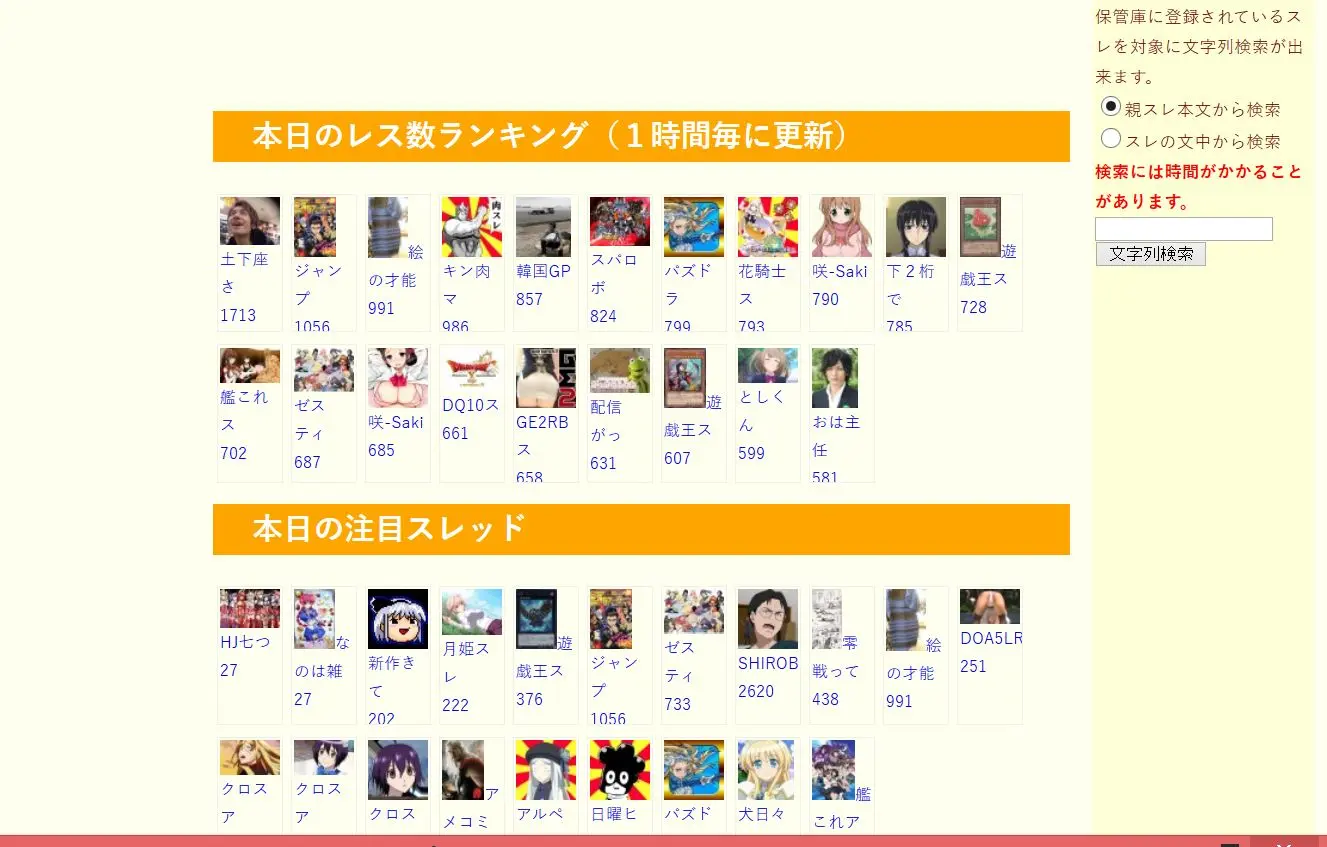 保管庫に登録されているス
レを対象に文字列検索が出
来ます。
親スレ本文から検索
スレの文中から検索
検索には時間がかかること
があります。
文字列検索
本日のレス数ランキング（１時間毎に更新）
土下座
さ
1713
ジャン
プ
1056
絵
の才能
991
キン肉
マ
986
韓国GP
857
スパロ
ボ
824
パズド
ラ
799
花騎士
ス
793
咲-Saki
790
下２桁
で
785
遊
戯王ス
728
艦これ
ス
702
ゼス
ティ
687
咲-Saki
685
DQ10ス
661
GE2RB
ス
658
配信
がっ
631
遊
戯王ス
607
としく
ん
599
おは主
任
581
本日の注目スレッド
HJ七つ
27
な
のは雑
27
新作き
て
202
月姫ス
レ
222
遊
戯王ス
376
ジャン
プ
1056
ゼス
ティ
733
SHIROB
2620
零
戦って
438
絵
の才能
991
DOA5LR
251
クロス
ア
クロス
ア
クロス
ア
メコミ
アルペ
日曜ヒ
パズド
犬日々
艦
これア